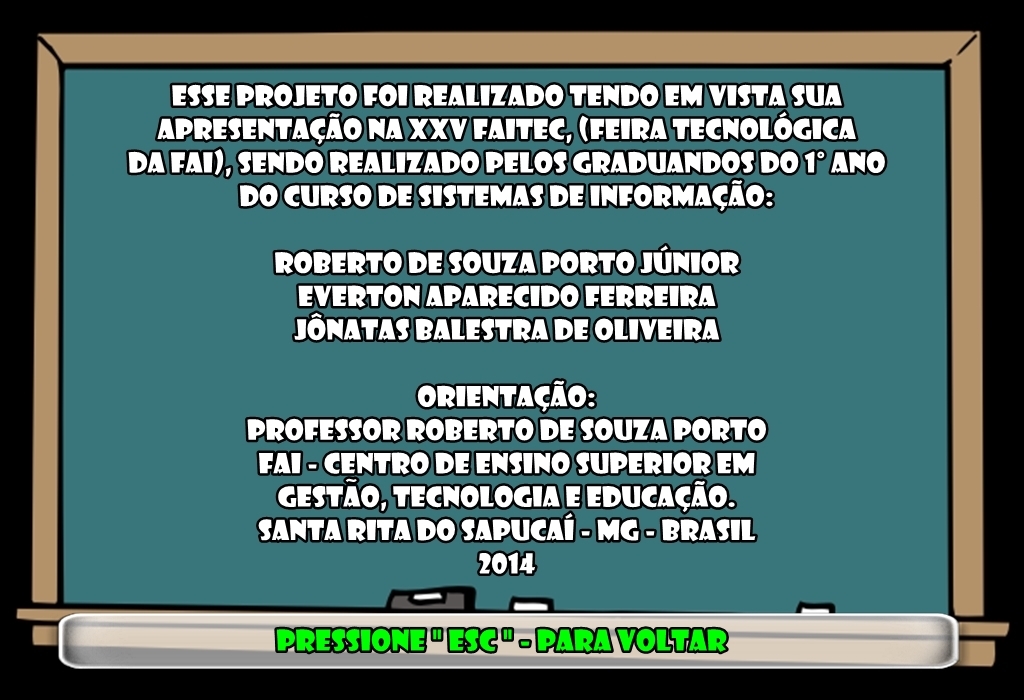 ESSE PROJETO FOI REALIZADO TENDO EM VISTA SUA
APRESENTAÇÃO NA XXV FAITEC, (FEIRA TECNOLÓGICA
DA FAI), SENDO REALIZADO PELOS GRADUANDOS DO 1° ANO
DO CURSO DE SISTEMAS DE INFORMAÇÃO:
ROBERTO DE SOUZA PORTO JÚNIOR
EVERTON APARECIDO FERREIRA
JÔNATAS BALESTRA DE OLIVEIRA
ORIENTAÇÃO:
PROFESSOR ROBERTO DE SOUZA PORTO
FAI - CENTRO DE ENSINO SUPERIOR EM
GESTÃO, TECNOLOGIA E EDUCAÇÃO.
SANTA RITA DO SAPUCAÍ - MG - BRASIL
2014
PRESSIONE " ESC " - PARA VOLTAR